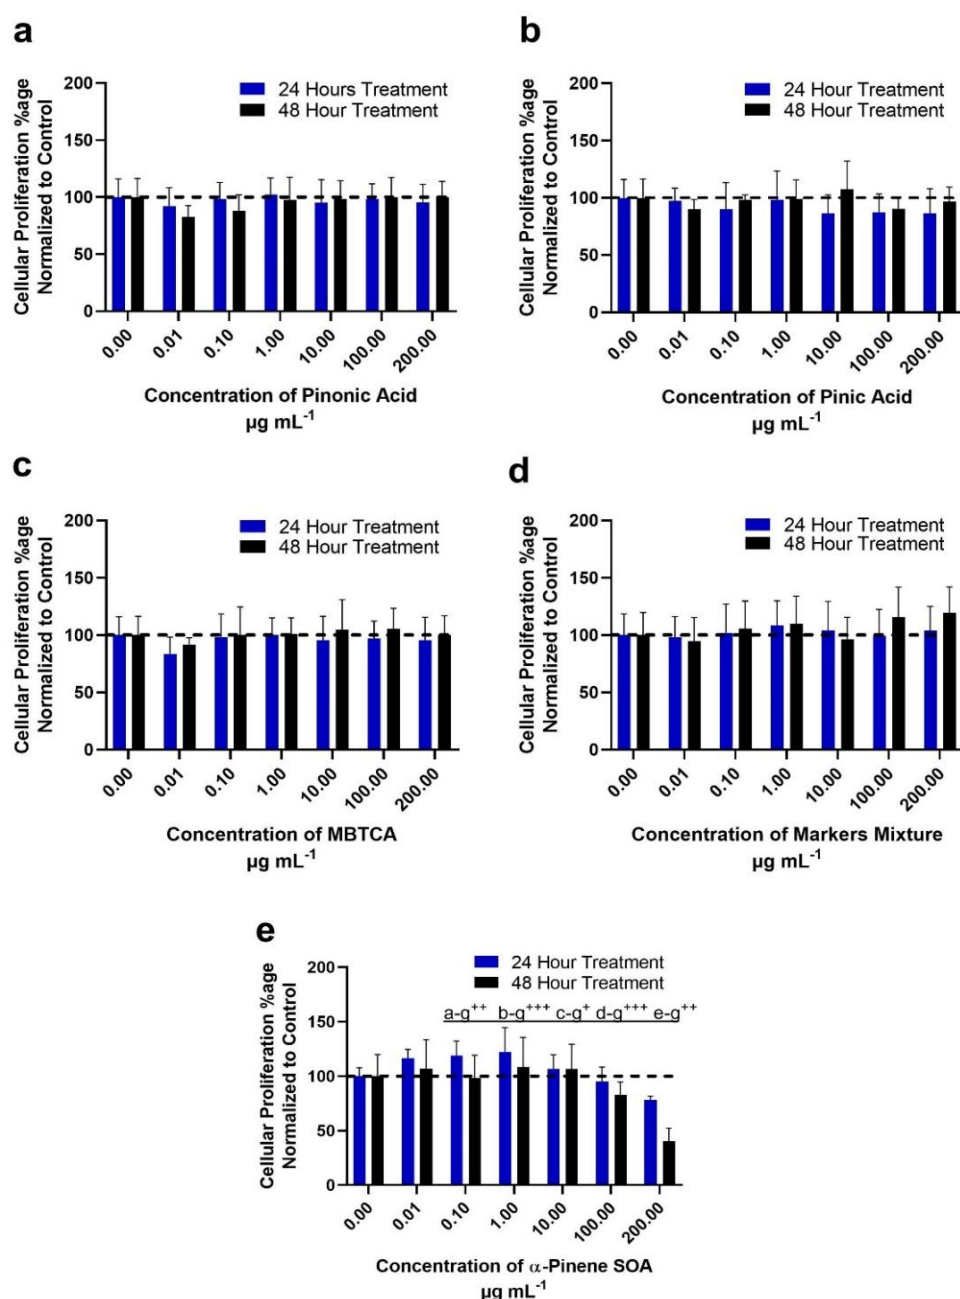 a
200
150
100
50
0
Cellular Proliferation %age
Normalized to Control
24 Hours Treatment
48 Hour Treatment
0.00 0.01 0.10 1.00 10.00 100.00 200.00
Concentration of Pinonic Acid
µg mL⁻¹
b
200
150
100
50
0
Cellular Proliferation %age
Normalized to Control
24 Hour Treatment
48 Hour Treatment
0.00 0.01 0.10 1.00 10.00 100.00 200.00
Concentration of Pinic Acid
µg mL⁻¹
c
200
150
100
50
0
Cellular Proliferation %age
Normalized to Control
24 Hour Treatment
48 Hour Treatment
0.00 0.01 0.10 1.00 10.00 100.00 200.00
Concentration of MBTCA
µg mL⁻¹
d
200
150
100
50
0
Cellular Proliferation %age
Normalized to Control
24 Hour Treatment
48 Hour Treatment
0.00 0.01 0.10 1.00 10.00 100.00 200.00
Concentration of Markers Mixture
µg mL⁻¹
e
200
150
100
50
0
Cellular Proliferation %age
Normalized to Control
24 Hour Treatment
48 Hour Treatment
a-g⁺⁺ b-g⁺⁺⁺ c-g⁺ d-g⁺⁺⁺ e-g⁺⁺
0.00 0.01 0.10 1.00 10.00 100.00 200.00
Concentration of α-Pinene SOA
µg mL⁻¹